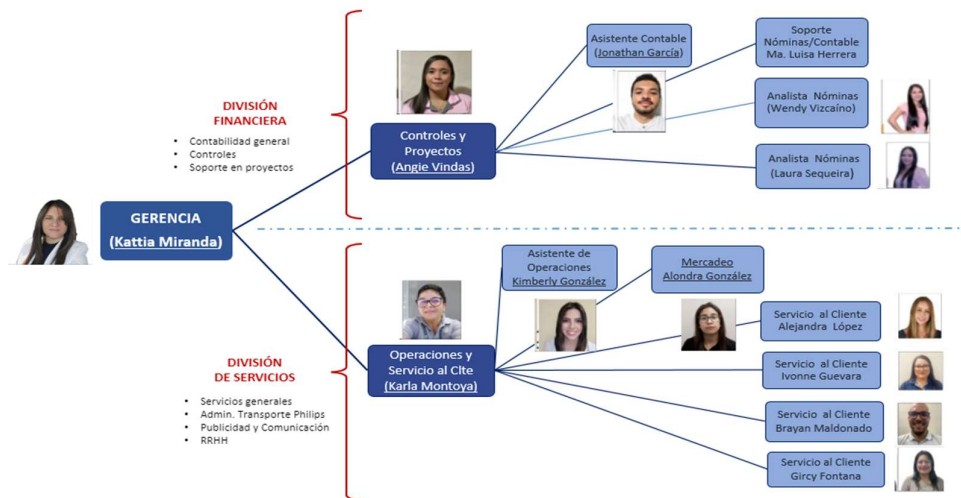 DIVISIÓN
FINANCIERA
• Contabilidad general
• Controles
• Soporte en proyectos
Controles y
Proyectos
(Angie Vindas)
Asistente Contable
(Jonathan García)
Soporte
Nóminas/Contable
Ma. Luisa Herrera
Analista Nóminas
(Wendy Vizcaíno)
Analista Nóminas
(Laura Sequeira)
GERENCIA
(Kattia Miranda)
DIVISIÓN
DE SERVICIOS
• Servicios generales
• Admin. Transporte Philips
• Publicidad y Comunicación
• RRHH
Operaciones y
Servicio al Clte
(Karla Montoya)
Asistente de
Operaciones
Kimberly González
Mercadeo
Alondra González
Servicio al Cliente
Alejandra López
Servicio al Cliente
Ivonne Guevara
Servicio al Cliente
Brayan Maldonado
Servicio al Cliente
Gircy Fontana